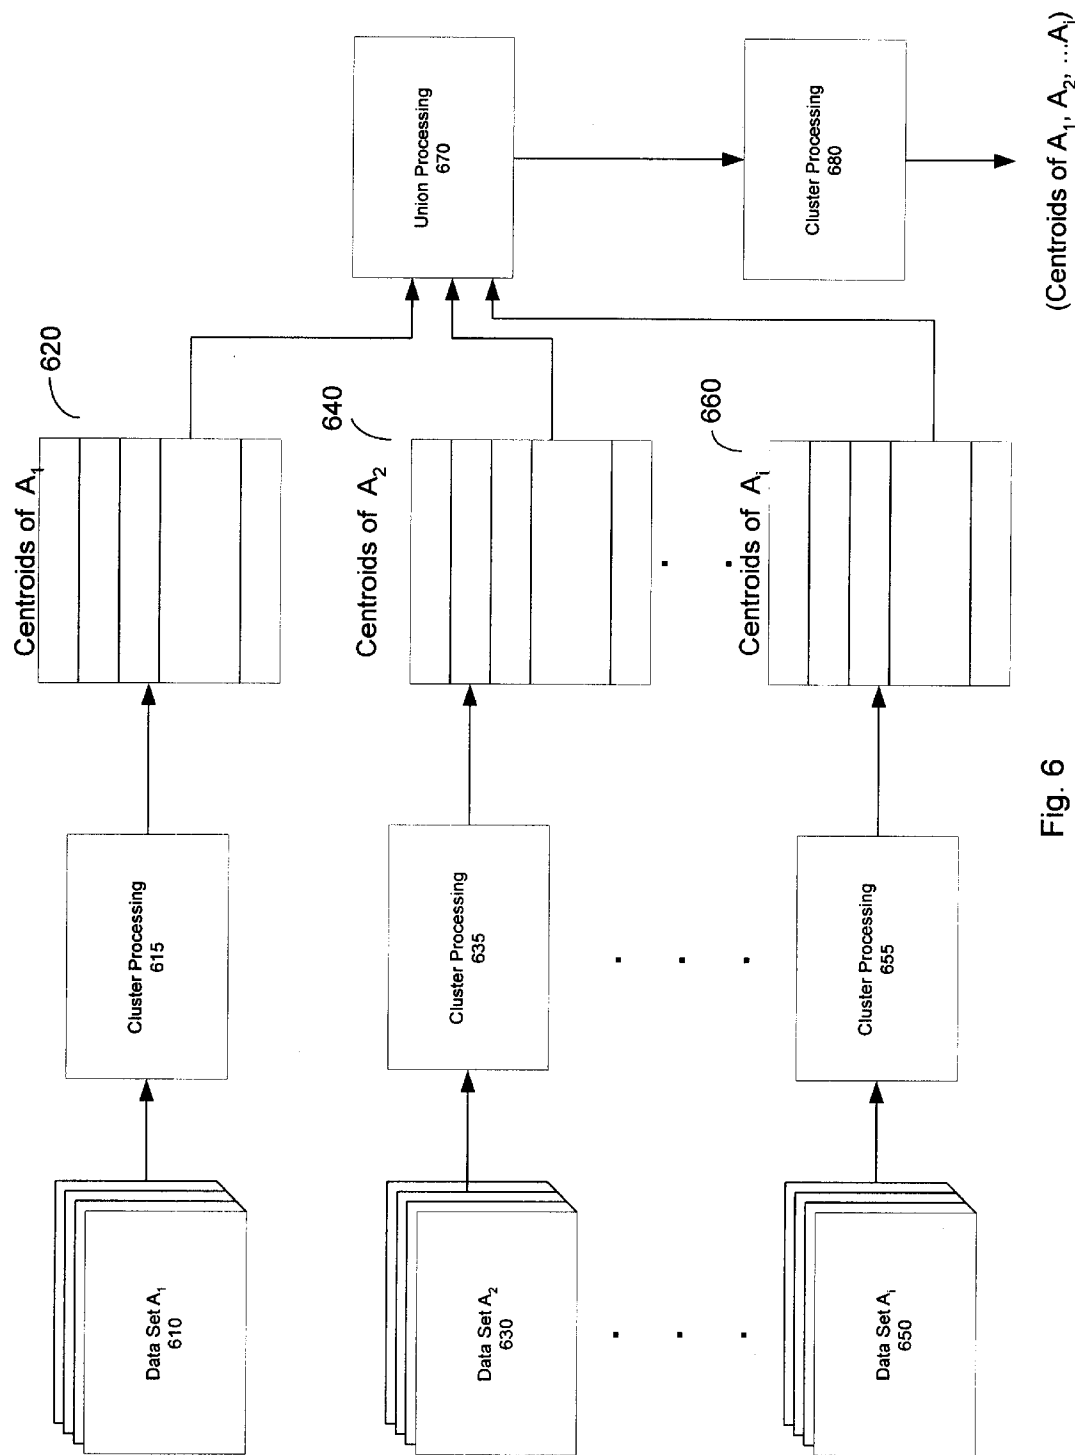 Data Set A1
610
Cluster Processing
615
Centroids of A1
620
Data Set A2
630
Cluster Processing
635
Centroids of A2
640
Data Set Ai
650
Cluster Processing
655
Centroids of Ai
660
Union Processing
670
Cluster Processing
680
(Centroids of A1, A2, ...Ai)
Fig. 6